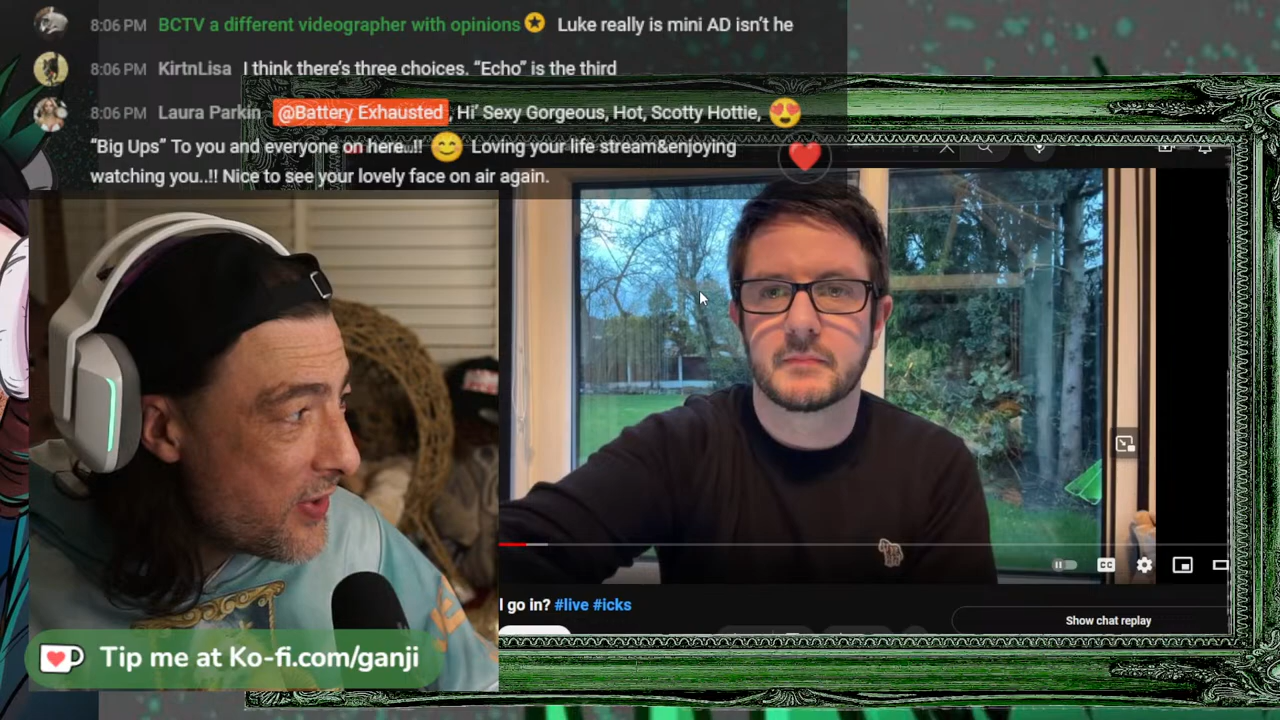 8:06 PM BCTV a different videographer with opinions Luke really is mini AD isn't he
8:06 PM KirtnLisa I think there's three choices. “Echo” is the third
8:06 PM Laura Parkin @Battery Exhausted, Hi’ Sexy Gorgeous, Hot, Scotty Hottie, 😍
“Big Ups” To you and everyone on here..!! 😊 Loving your life stream&enjoying
watching you..!! Nice to see your lovely face on air again.
CC
I go in? #live #icks
Show chat replay
Tip me at Ko-fi.com/ganji